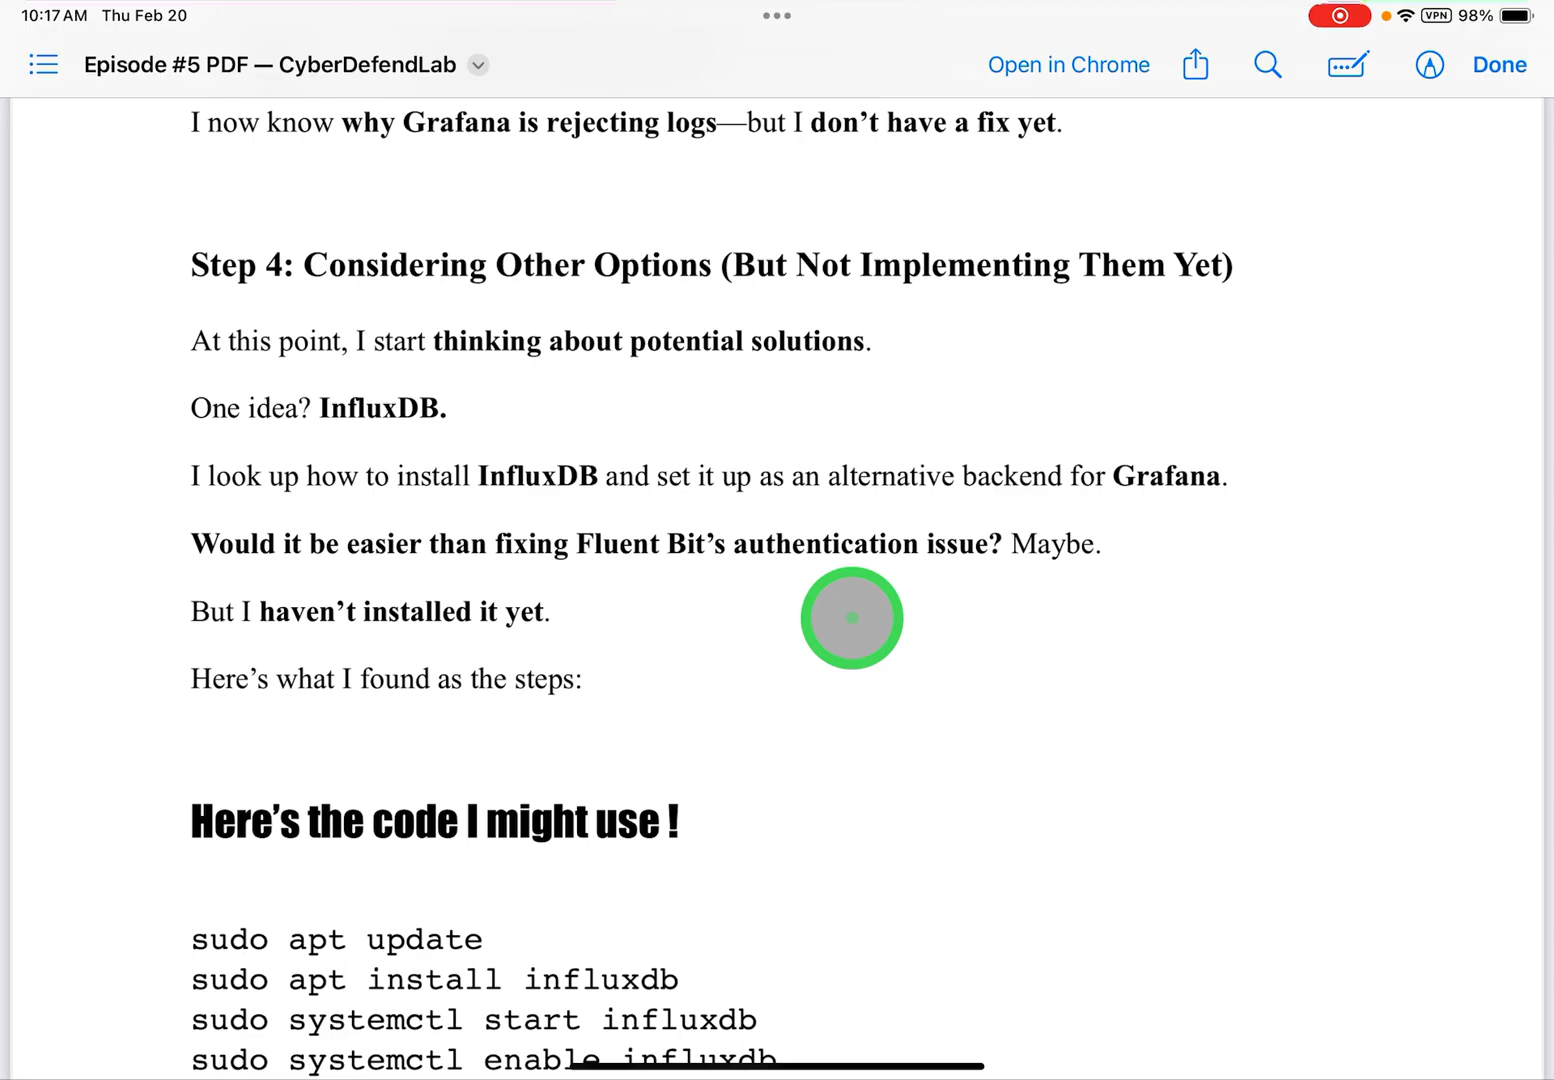 10:17 AM Thu Feb 20
VPN 98%
Episode #5 PDF — CyberDefendLab
Open in Chrome
Done
I now know why Grafana is rejecting logs—but I don’t have a fix yet.
Step 4: Considering Other Options (But Not Implementing Them Yet)
At this point, I start thinking about potential solutions.
One idea? InfluxDB.
I look up how to install InfluxDB and set it up as an alternative backend for Grafana.
Would it be easier than fixing Fluent Bit’s authentication issue? Maybe.
But I haven’t installed it yet.
Here’s what I found as the steps:
Here’s the code I might use !
sudo apt update
sudo apt install influxdb
sudo systemctl start influxdb
sudo systemctl enable influxdb